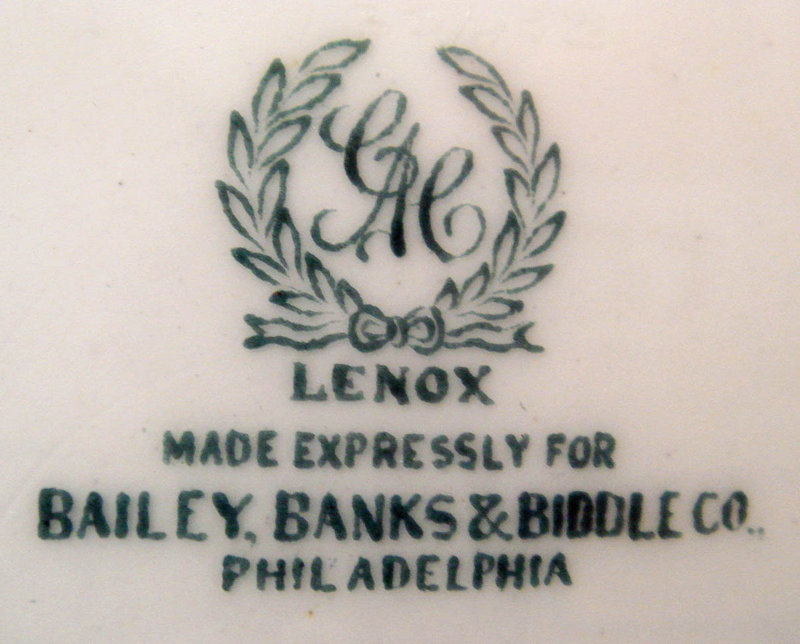 CAC
LENOX
MADE EXPRESSLY FOR
BAILEY, BANKS & BIDDLE CO.,
PHILADELPHIA